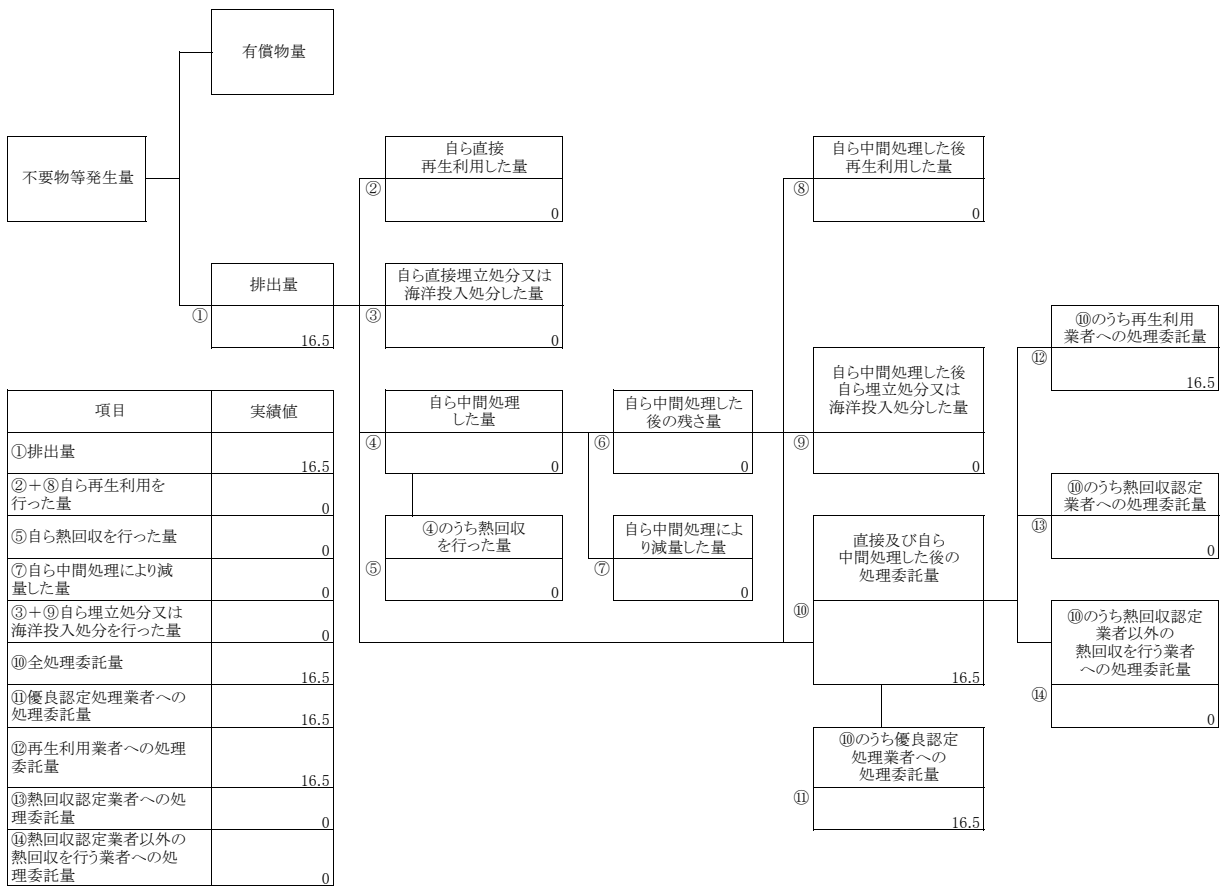 有償物量
不要物等発生量
排出量
①
16.5
自ら直接
再生利用した量
②
0
自ら直接埋立処分又は
海洋投入処分した量
③
0
自ら中間処理
した量
④
0
④のうち熱回収
を行った量
⑤
0
自ら中間処理した
後の残さ量
⑥
0
自ら中間処理によ
り減量した量
⑦
0
自ら中間処理した後
再生利用した量
⑧
0
自ら中間処理した後
自ら埋立処分又は
海洋投入処分した量
⑨
0
直接及び自ら
中間処理した後の
処理委託量
⑩
16.5
⑩のうち優良認定
処理業者への
処理委託量
⑪
16.5
⑩のうち再生利用
業者への処理委託量
⑫
16.5
⑩のうち熱回収認定
業者への処理委託量
⑬
0
⑩のうち熱回収認定
業者以外の
熱回収を行う業者
への処理委託量
⑭
0
項目 実績値
①排出量
16.5
②+⑧自ら再生利用を
行った量
0
⑤自ら熱回収を行った量
0
⑦自ら中間処理により減
量した量
0
③+⑨自ら埋立処分又は
海洋投入処分を行った量
0
⑩全処理委託量
16.5
⑪優良認定処理業者への
処理委託量
16.5
⑫再生利用業者への処理
委託量
16.5
⑬熱回収認定業者への処
理委託量
0
⑭熱回収認定業者以外の
熱回収を行う業者への処
理委託量
0